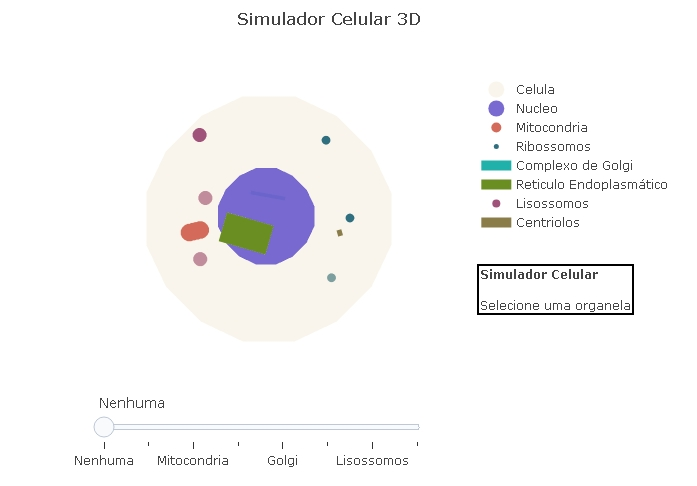 Simulador Celular 3D
Celula
Nucleo
Mitocondria
Ribossomos
Complexo de Golgi
Reticulo Endoplasmático
Lisossomos
Centriolos
Simulador Celular
Selecione uma organela
Nenhuma
Nenhuma Mitocondria Golgi Lisossomos